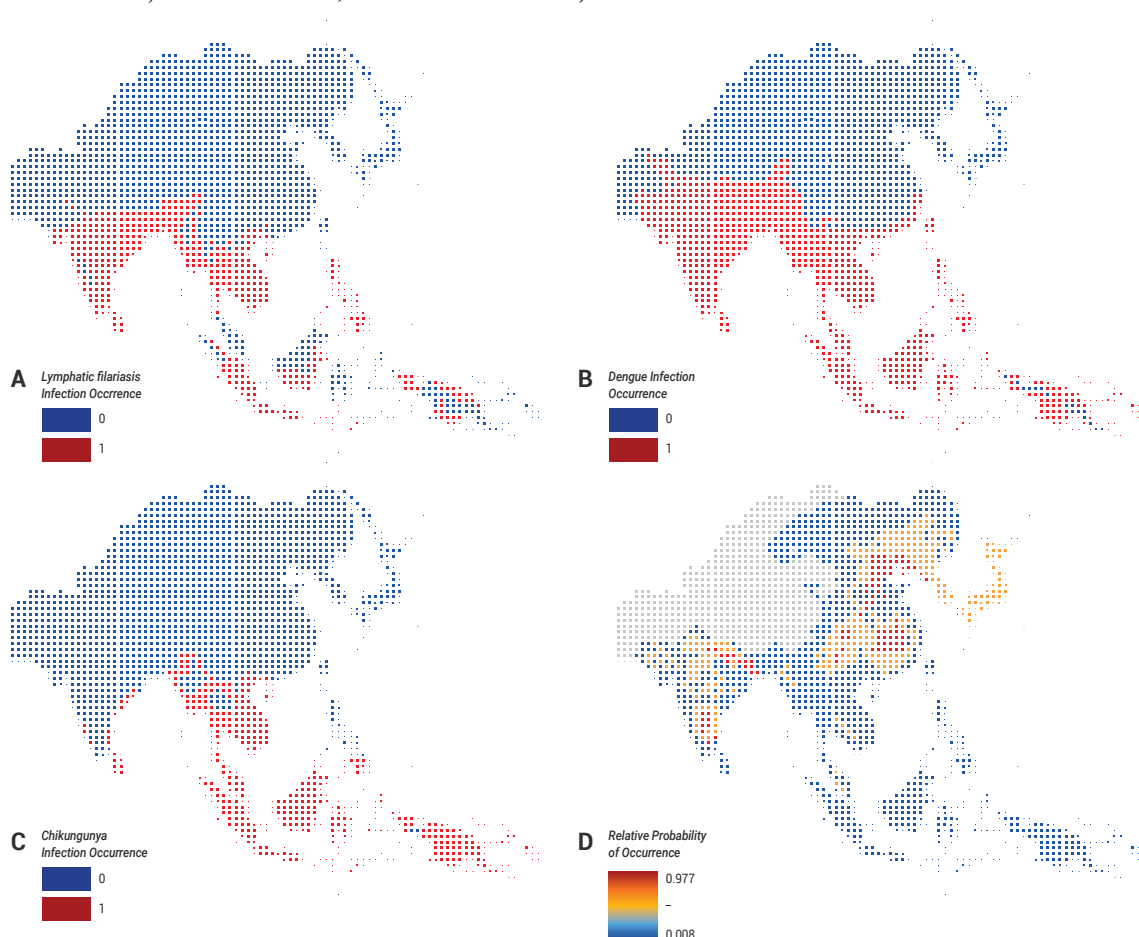 A
Lymphatic filariasis
Infection Occrrence
0
1
B
Dengue Infection
Occurrence
0
1
C
Chikungunya
Infection Occurrence
0
1
D
Relative Probability
of Occurrence
0.977
–
0.008